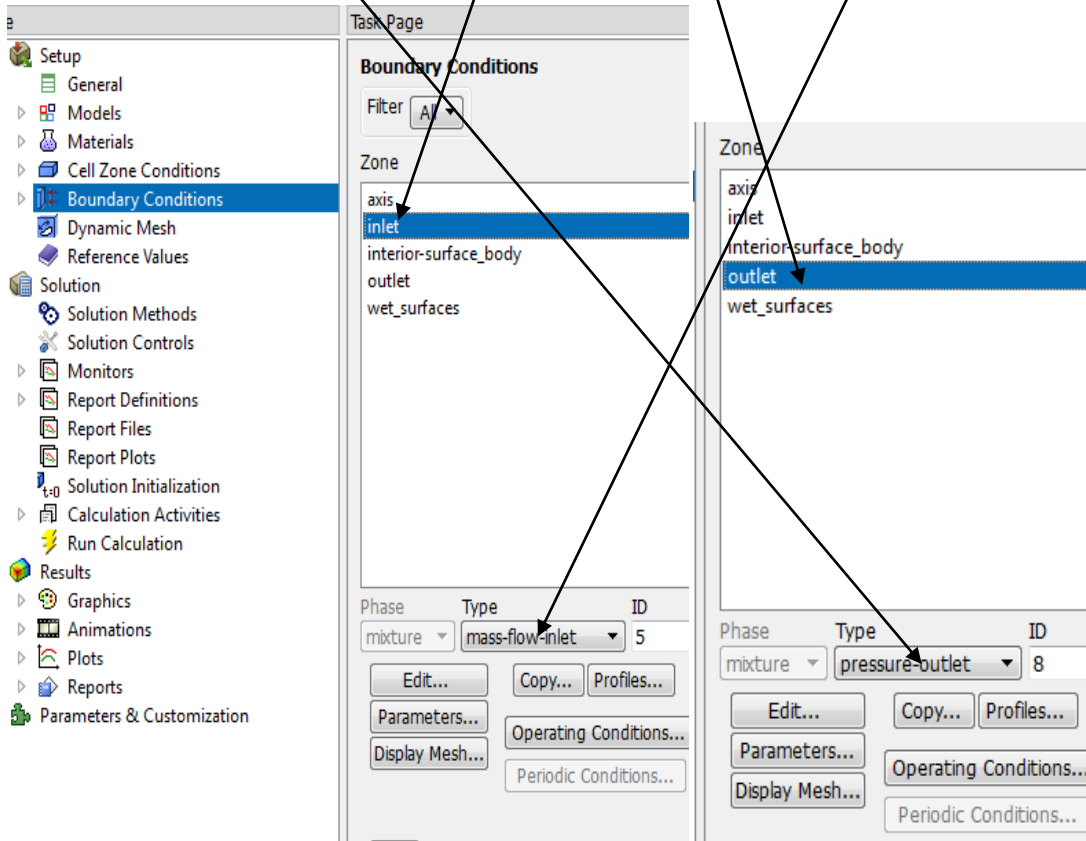 e
Setup
General
Models
Materials
Cell Zone Conditions
Boundary Conditions
Dynamic Mesh
Reference Values
Solution
Solution Methods
Solution Controls
Monitors
Report Definitions
Report Files
Report Plots
t=0 Solution Initialization
Calculation Activities
Run Calculation
Results
Graphics
Animations
Plots
Reports
Parameters & Customization
Task Page
Boundary Conditions
Filter All
Zone
axis
inlet
interior-surface_body
outlet
wet_surfaces
Phase Type ID
mixture mass-flow-inlet 5
Edit... Copy... Profiles...
Parameters...
Operating Conditions...
Display Mesh...
Periodic Conditions...
Zone
axis
inlet
interior-surface_body
outlet
wet_surfaces
Phase Type ID
mixture pressure-outlet 8
Edit... Copy... Profiles...
Parameters...
Operating Conditions...
Display Mesh...
Periodic Conditions...